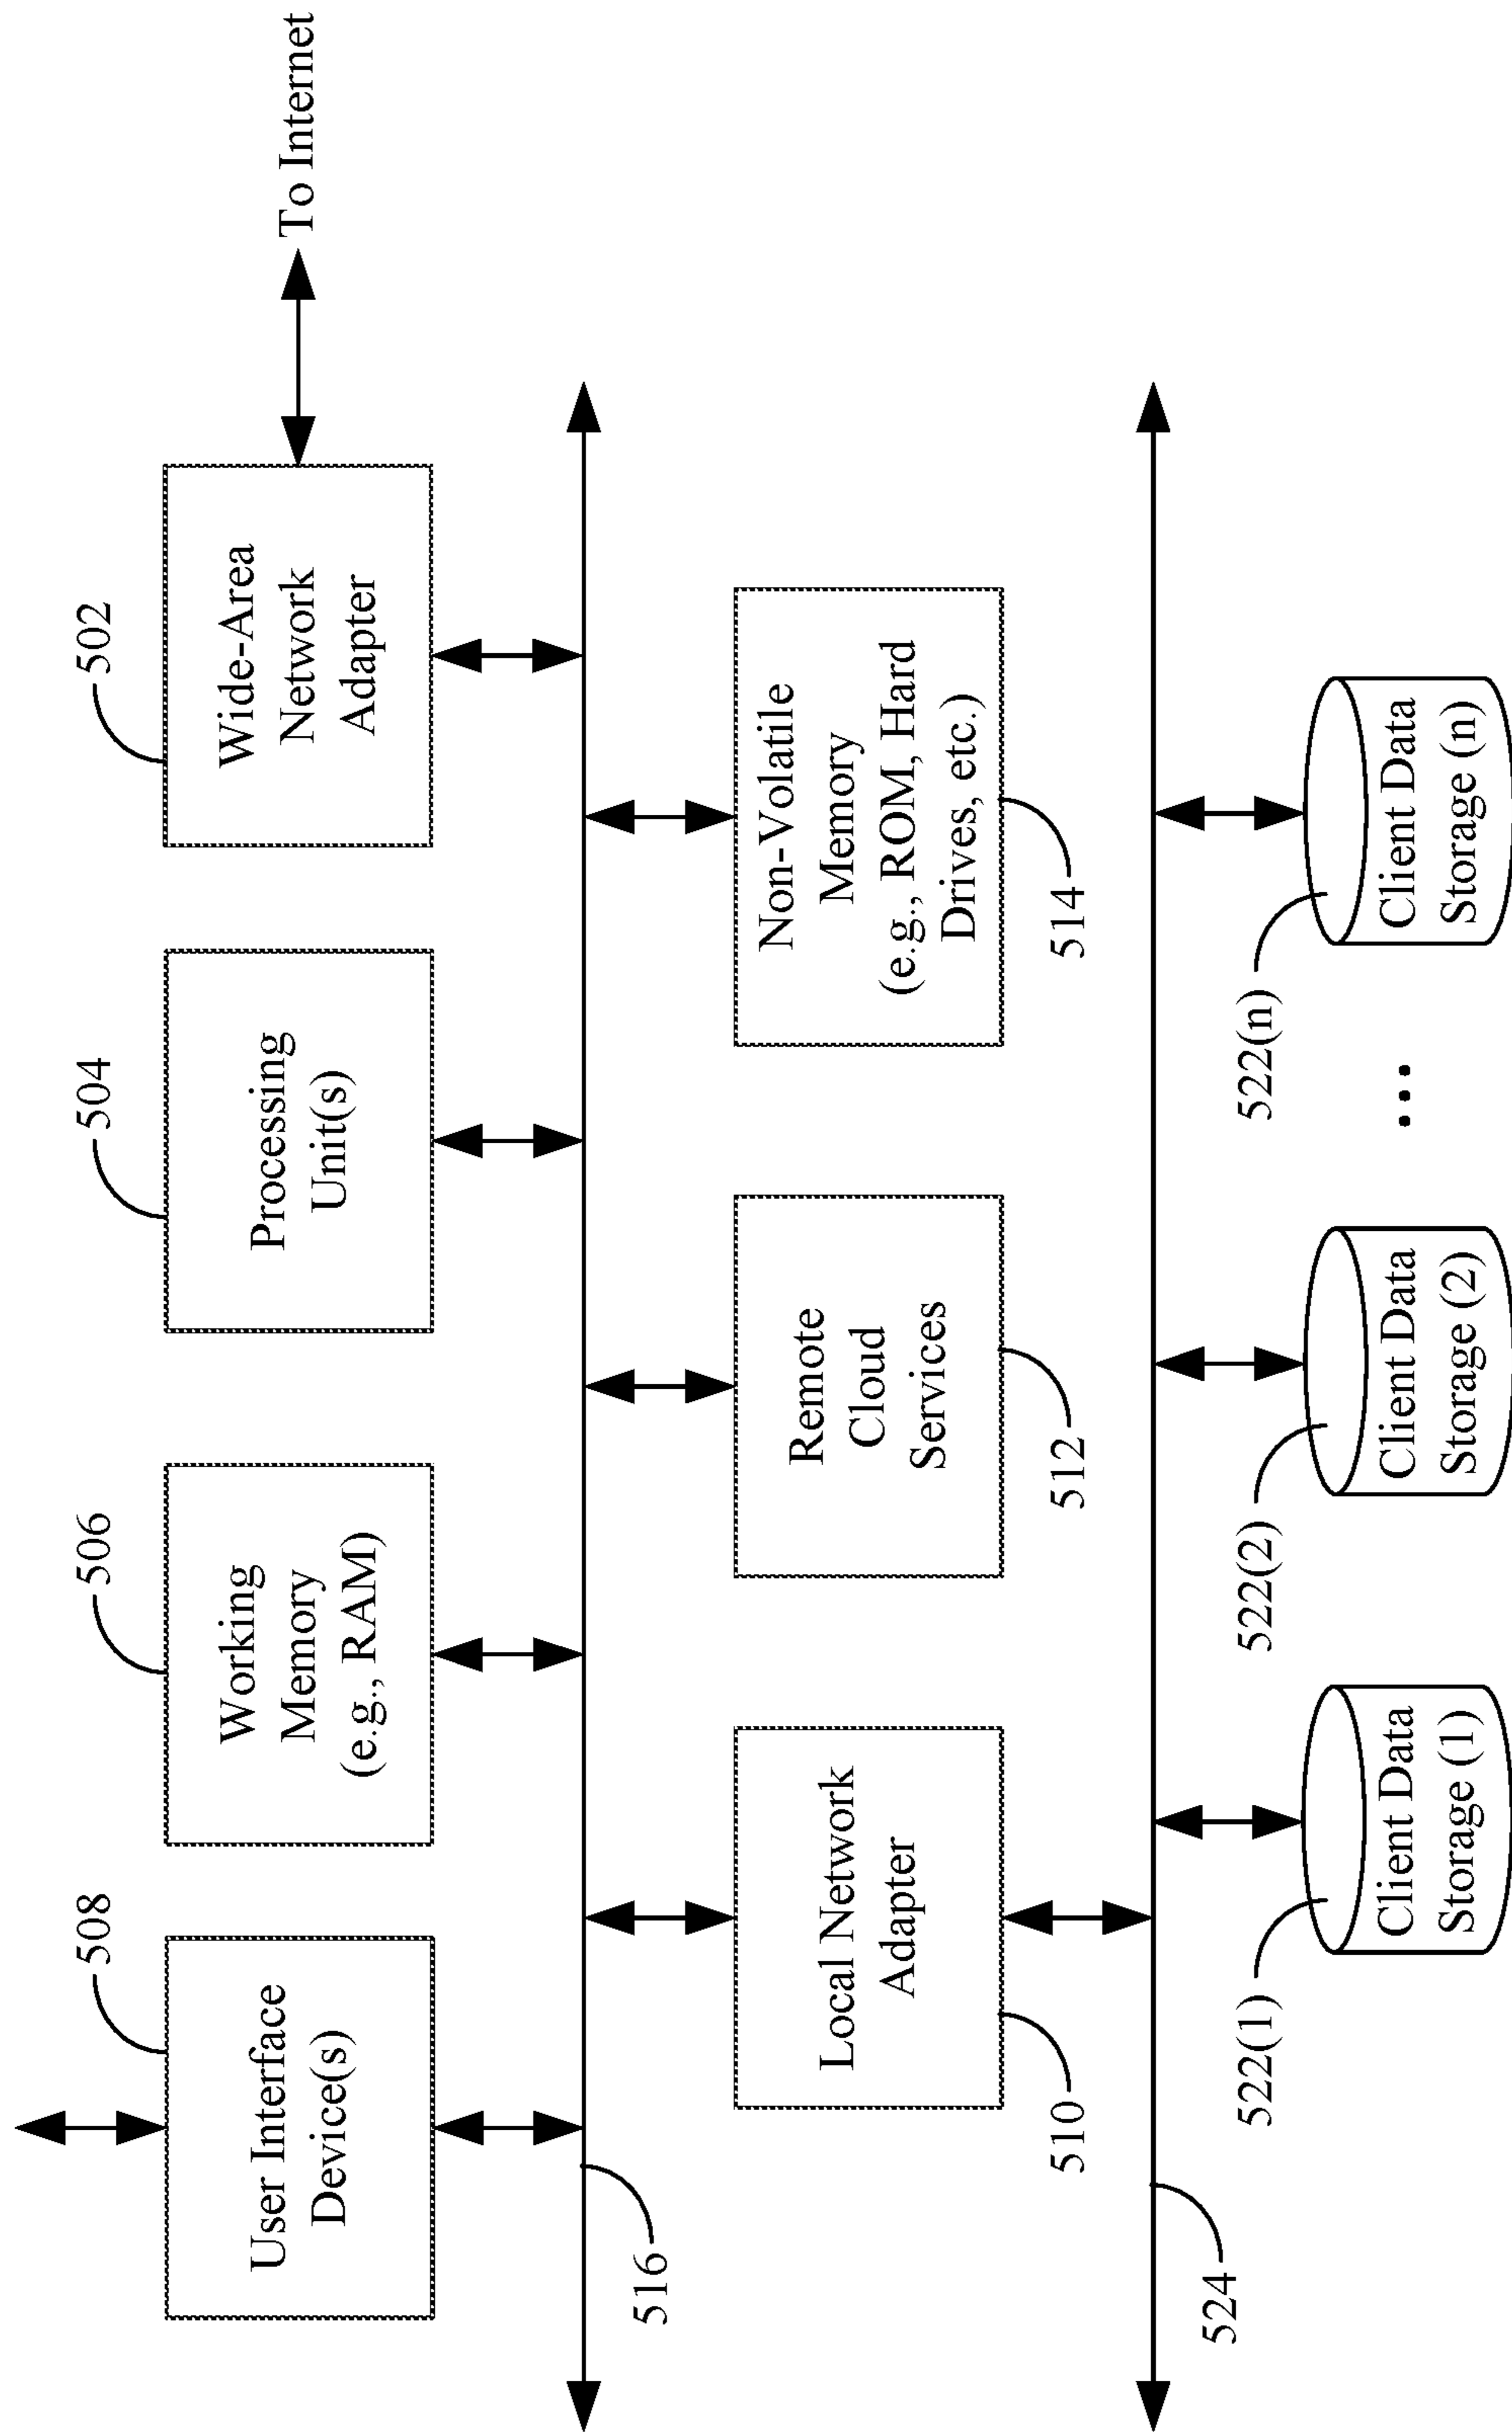 508
506
504
502
User Interface
Device(s)
Working
Memory
(e.g., RAM)
Processing
Unit(s)
Wide-Area
Network
Adapter
To Internet
516
Local Network
Adapter
510
Remote
Cloud
Services
512
Non-Volatile
Memory
(e.g., ROM, Hard
Drives, etc.)
514
524
522(1)
Client Data
Storage (1)
522(2)
Client Data
Storage (2)
...
522(n)
Client Data
Storage (n)